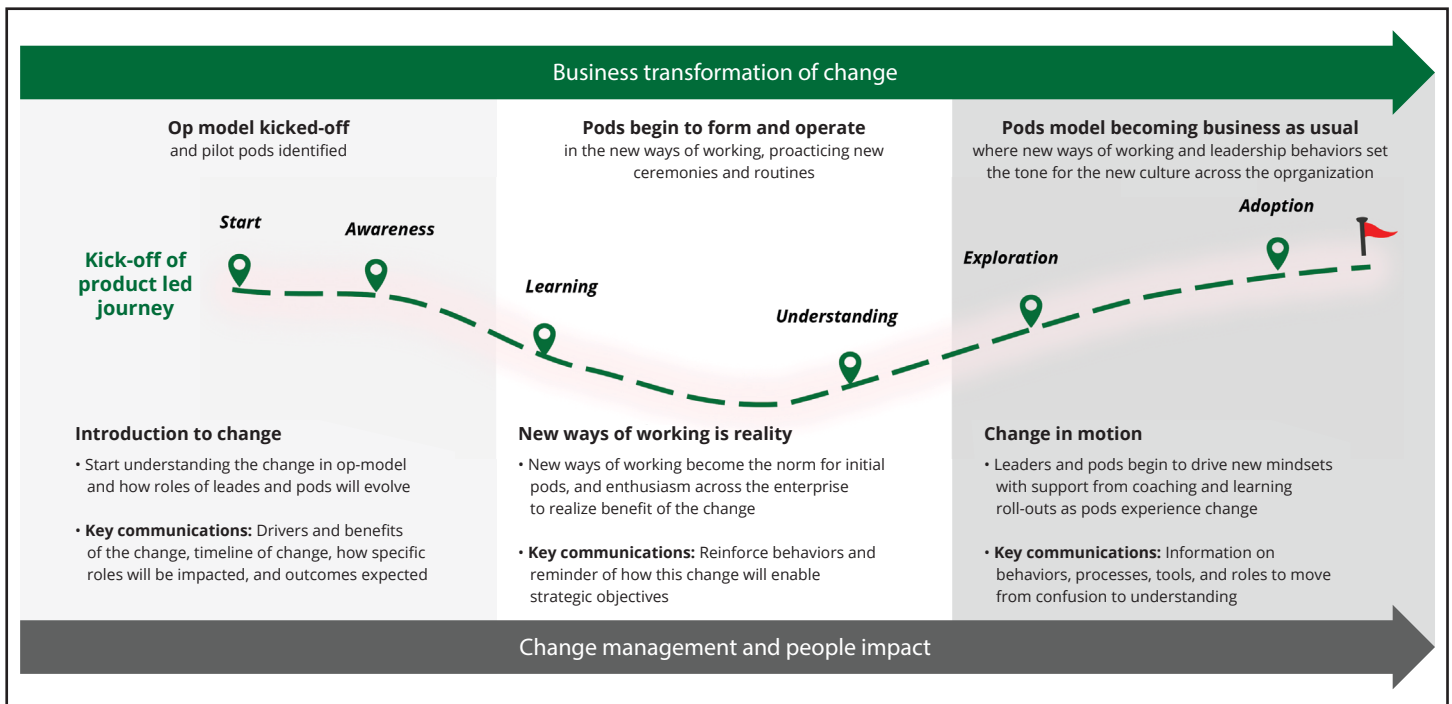 Business transformation of change
Op model kicked-off
and pilot pods identified
Pods begin to form and operate
in the new ways of working, proacticing new
ceremonies and routines
Pods model becoming business as usual
where new ways of working and leadership behaviors set
the tone for the new culture across the oprganization
Kick-off of
product led
journey
Start
Awareness
Learning
Understanding
Exploration
Adoption
Introduction to change
• Start understanding the change in op-model
and how roles of leades and pods will evolve
• Key communications: Drivers and benefits
of the change, timeline of change, how specific
roles will be impacted, and outcomes expected
New ways of working is reality
• New ways of working become the norm for initial
pods, and enthusiasm across the enterprise
to realize benefit of the change
• Key communications: Reinforce behaviors and
reminder of how this change will enable
strategic objectives
Change in motion
• Leaders and pods begin to drive new mindsets
with support from coaching and learning
roll-outs as pods experience change
• Key communications: Information on
behaviors, processes, tools, and roles to move
from confusion to understanding
Change management and people impact